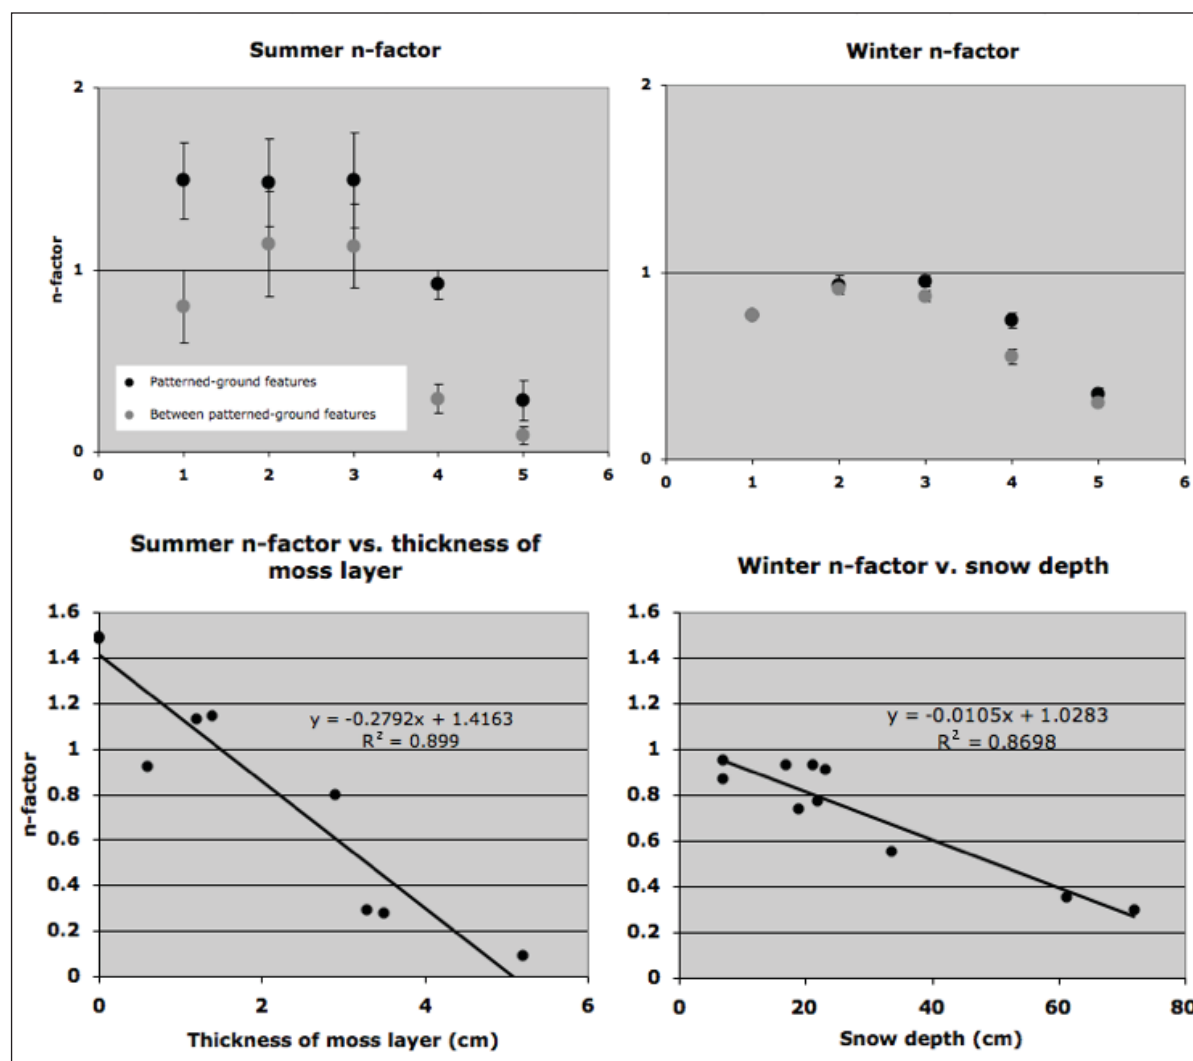 Summer n-factor
2
1
0
n-factor
Patterned-ground features
Between patterned-ground features
0 1 2 3 4 5 6
Winter n-factor
2
1
0
0 1 2 3 4 5 6
Summer n-factor vs. thickness of
moss layer
1.6
1.4
1.2
1
0.8
0.6
0.4
0.2
0
n-factor
y = -0.2792x + 1.4163
R² = 0.899
0 2 4 6
Thickness of moss layer (cm)
Winter n-factor v. snow depth
1.6
1.4
1.2
1
0.8
0.6
0.4
0.2
0
y = -0.0105x + 1.0283
R² = 0.8698
0 20 40 60 80
Snow depth (cm)